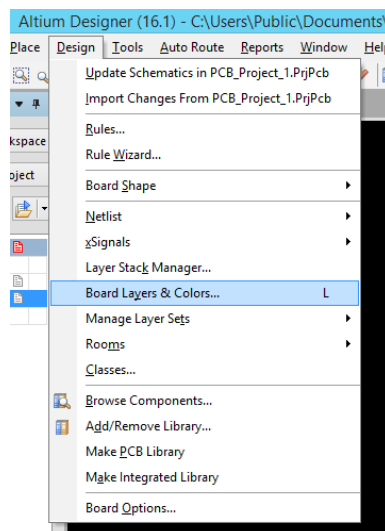 Altium Designer (16.1) - C:\Users\Public\Documents\
Place Design Tools Auto Route Reports Window Help
Update Schematics in PCB_Project_1.PrjPcb
Import Changes From PCB_Project_1.PrjPcb
kspace
Rules...
Rule Wizard...
oject
Board Shape
Netlist
xSignals
Layer Stack Manager...
Board Layers & Colors... L
Manage Layer Sets
Rooms
Classes...
Browse Components...
Add/Remove Library...
Make PCB Library
Make Integrated Library
Board Options...